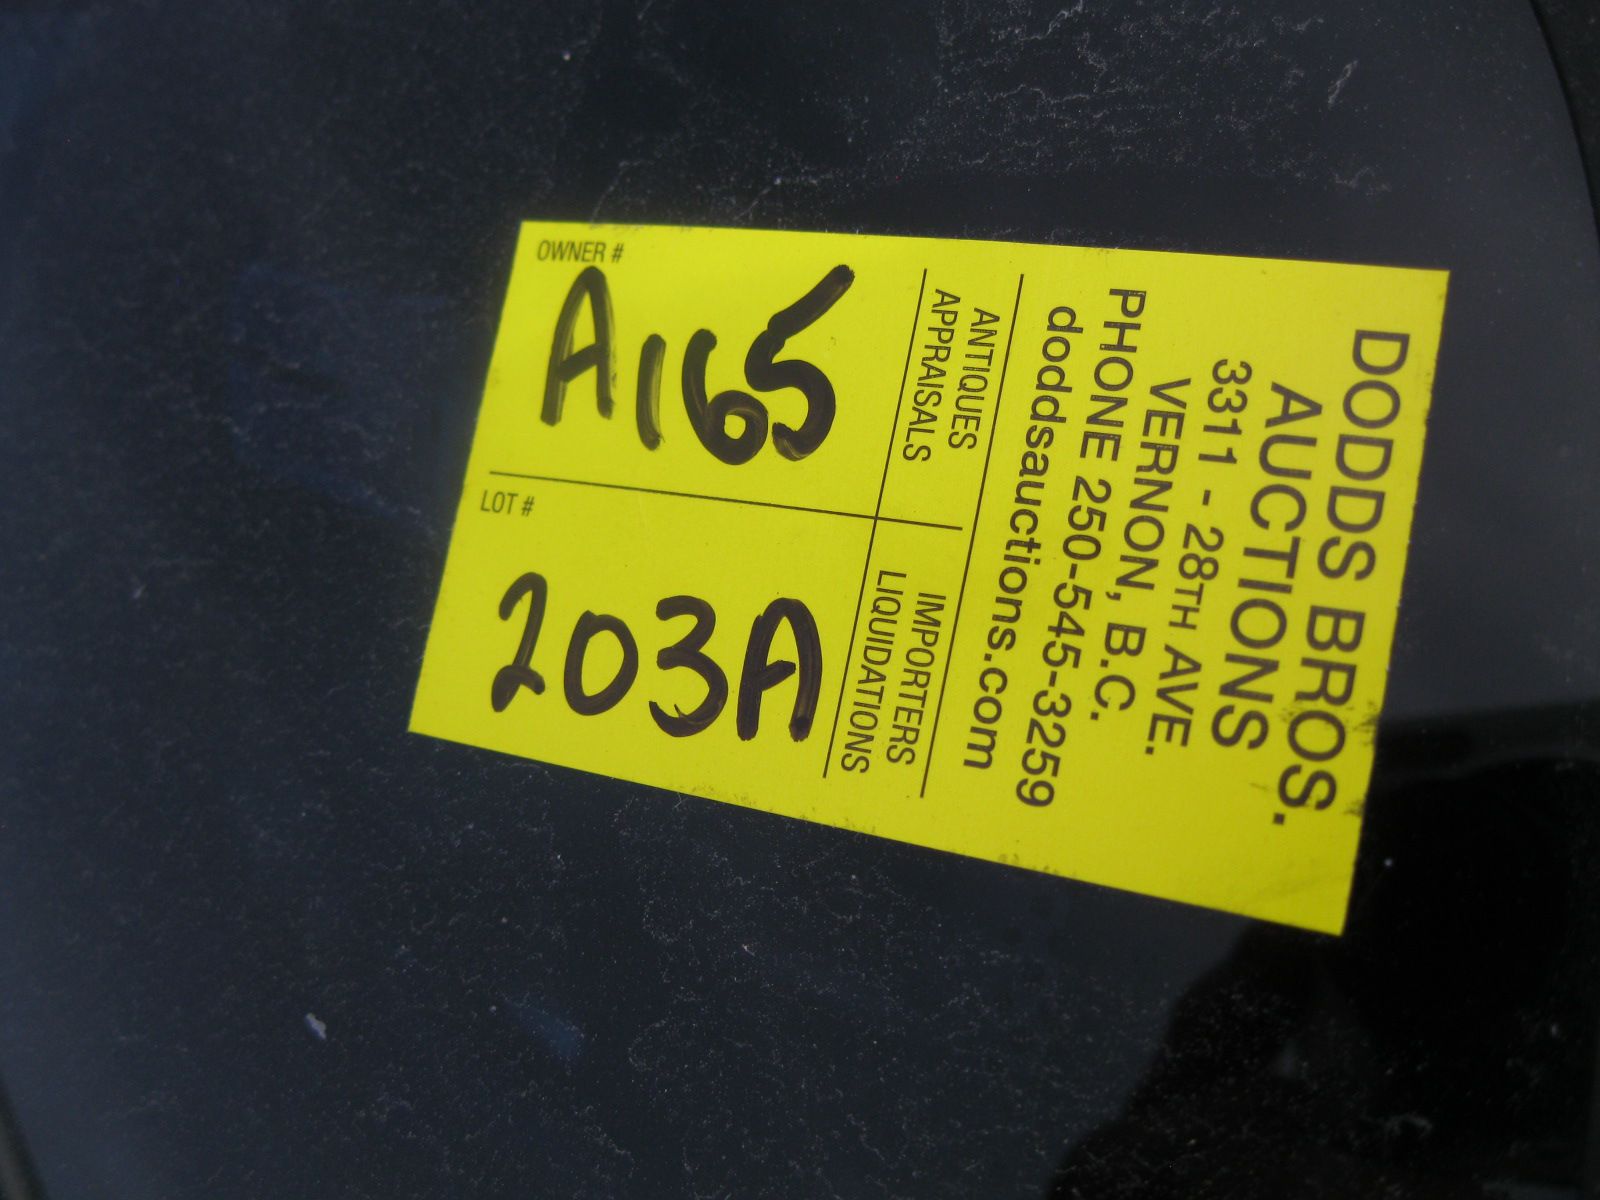 DODDS BROS.
AUCTIONS
3311 - 28TH AVE.
VERNON, B.C.
PHONE 250-545-3259
doddsauctions.com
ANTIQUES
APPRAISALS
IMPORTERS
LIQUIDATIONS
OWNER #
A165
LOT #
203A